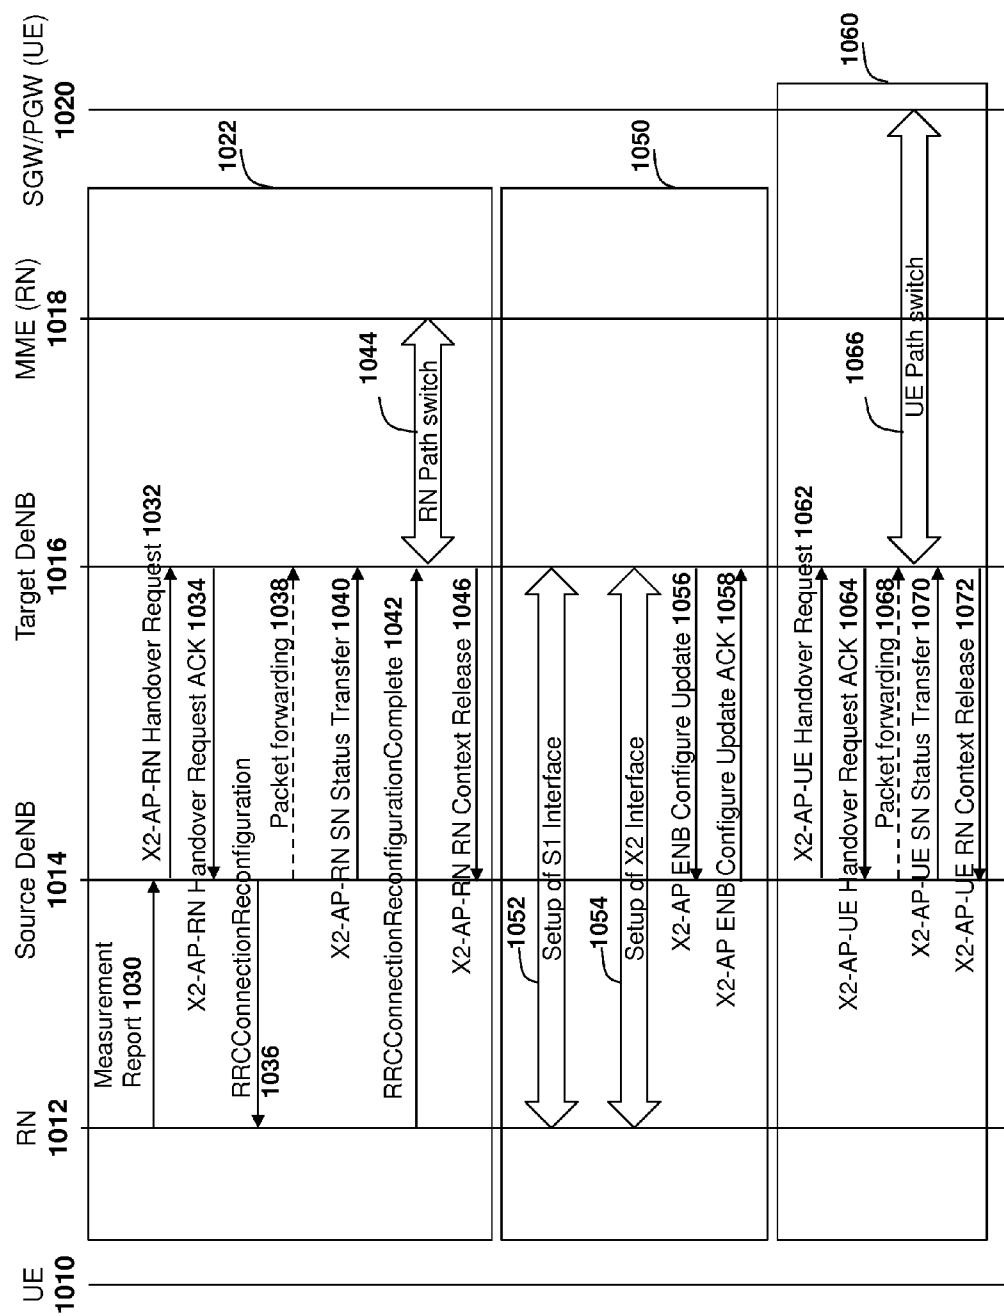 UE
1010
RN
1012
Source DeNB
1014
Target DeNB
1016
MME (RN)
1018
SGW/PGW (UE)
1020
1022
Measurement
Report 1030
X2-AP-RN Handover Request 1032
X2-AP-RN Handover Request ACK 1034
RRCConnectionReconfiguration
1036
Packet forwarding 1038
X2-AP-RN SN Status Transfer 1040
RRCConnectionReconfigurationComplete 1042
1044
RN Path switch
X2-AP-RN RN Context Release 1046
1050
1052
Setup of S1 Interface
1054
Setup of X2 Interface
X2-AP ENB Configure Update 1056
X2-AP ENB Configure Update ACK 1058
1060
X2-AP-UE Handover Request 1062
X2-AP-UE Handover Request ACK 1064
1066
UE Path switch
Packet forwarding 1068
X2-AP-UE SN Status Transfer 1070
X2-AP-UE RN Context Release 1072